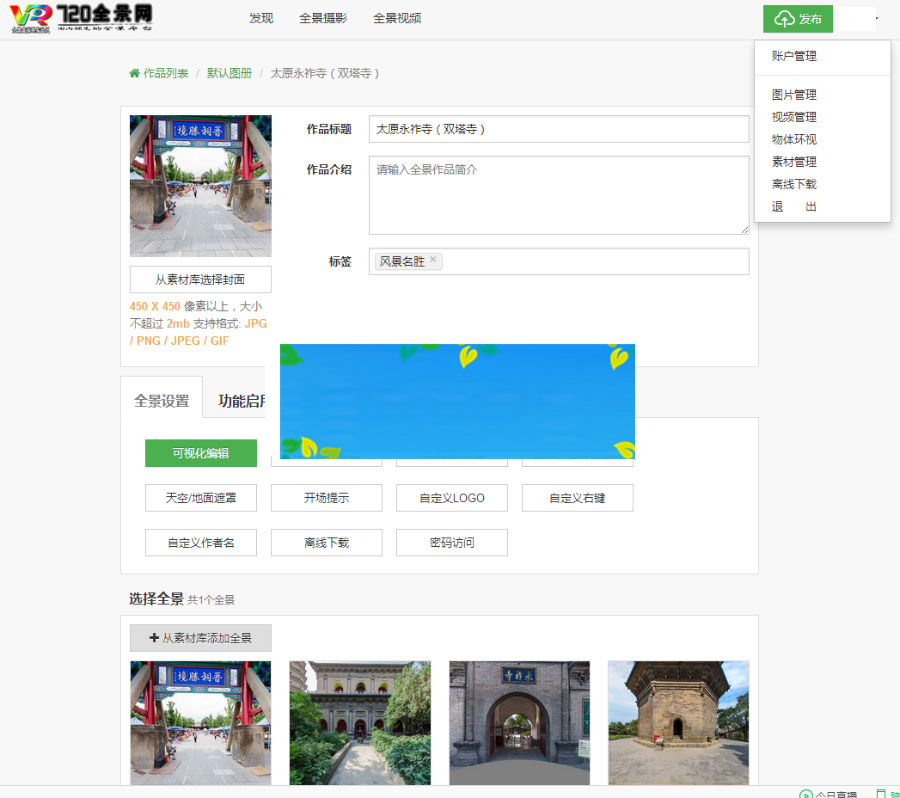 720全景网
发现 全景摄影 全景视频
发布
账户管理
图片管理
视频管理
物体环视
素材管理
离线下载
退 出
作品列表 / 默认图册 / 太原永祚寺（双塔寺）
作品标题
太原永祚寺（双塔寺）
作品介绍
请输入全景作品简介
标签
风景名胜 ×
从素材库选择封面
450 X 450 像素以上，大小
不超过 2mb 支持格式: JPG
/ PNG / JPEG / GIF
全景设置
功能启用
可视化编辑
天空/地面遮罩
开场提示
自定义LOGO
自定义右键
自定义作者名
离线下载
密码访问
选择全景 共1个全景
从素材库添加全景
永祚寺
今日直播